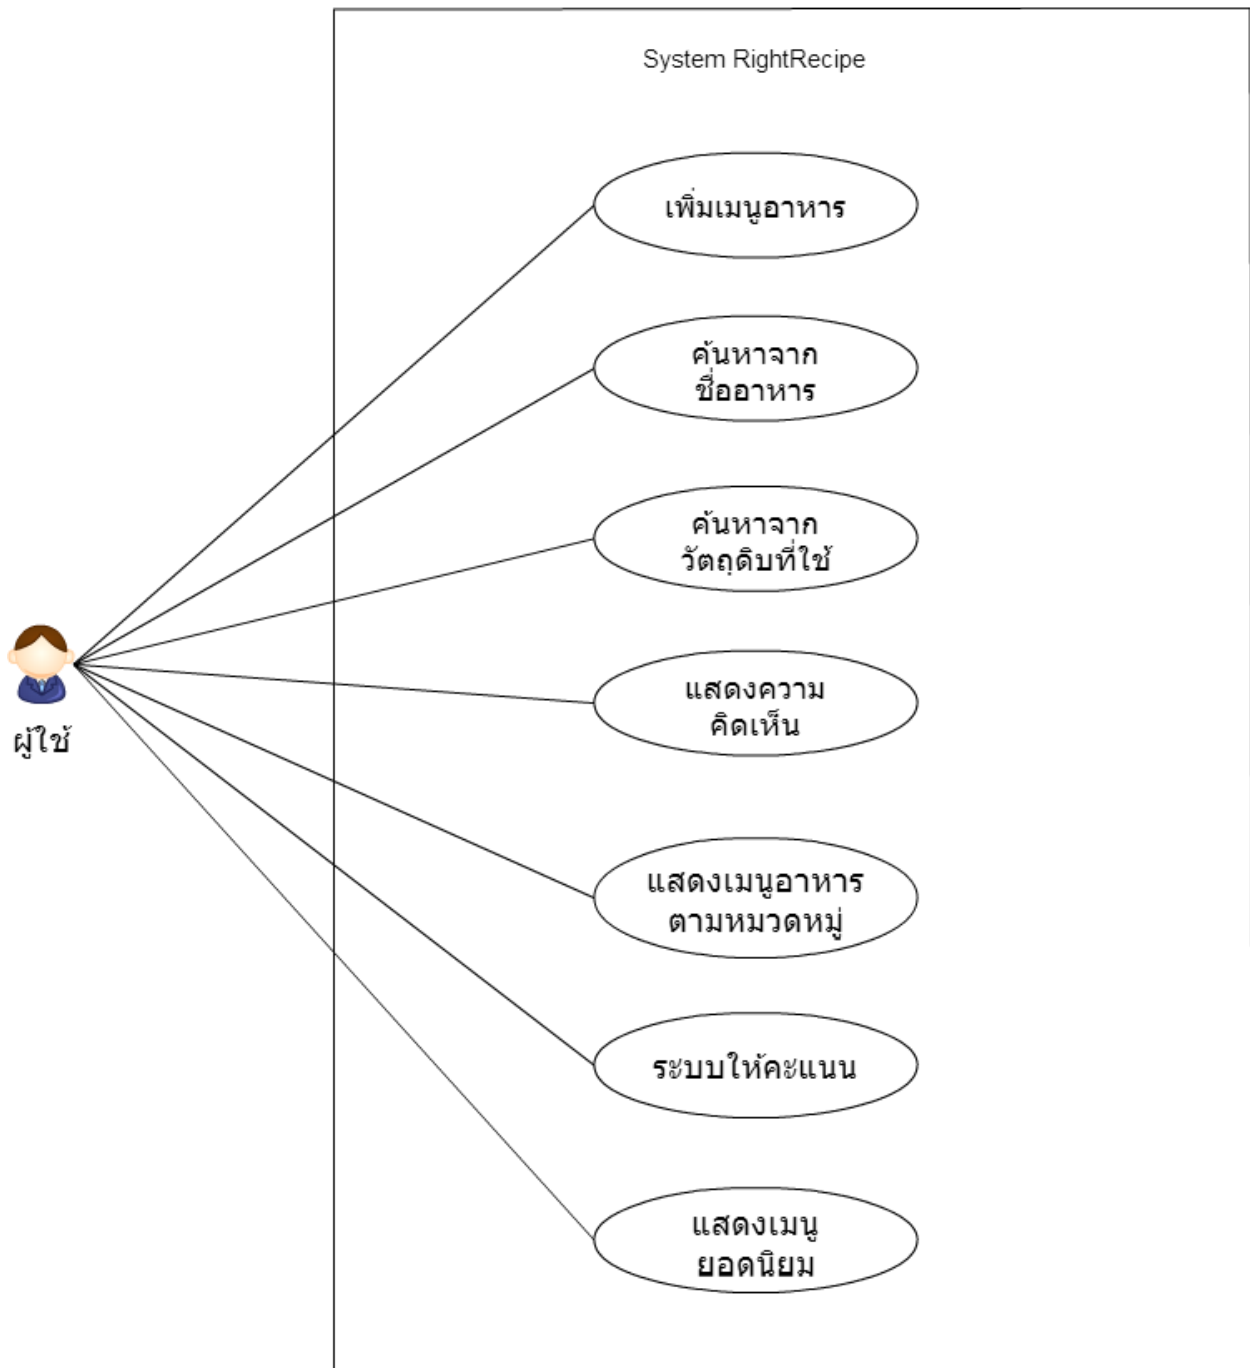 System RightRecipe
เพิ่มเมนูอาหาร
ค้นหาจาก
ชื่ออาหาร
ค้นหาจาก
วัตถุดิบที่ใช้
แสดงความ
คิดเห็น
ผู้ใช้
แสดงเมนูอาหาร
ตามหมวดหมู่
ระบบให้คะแนน
แสดงเมนู
ยอดนิยม